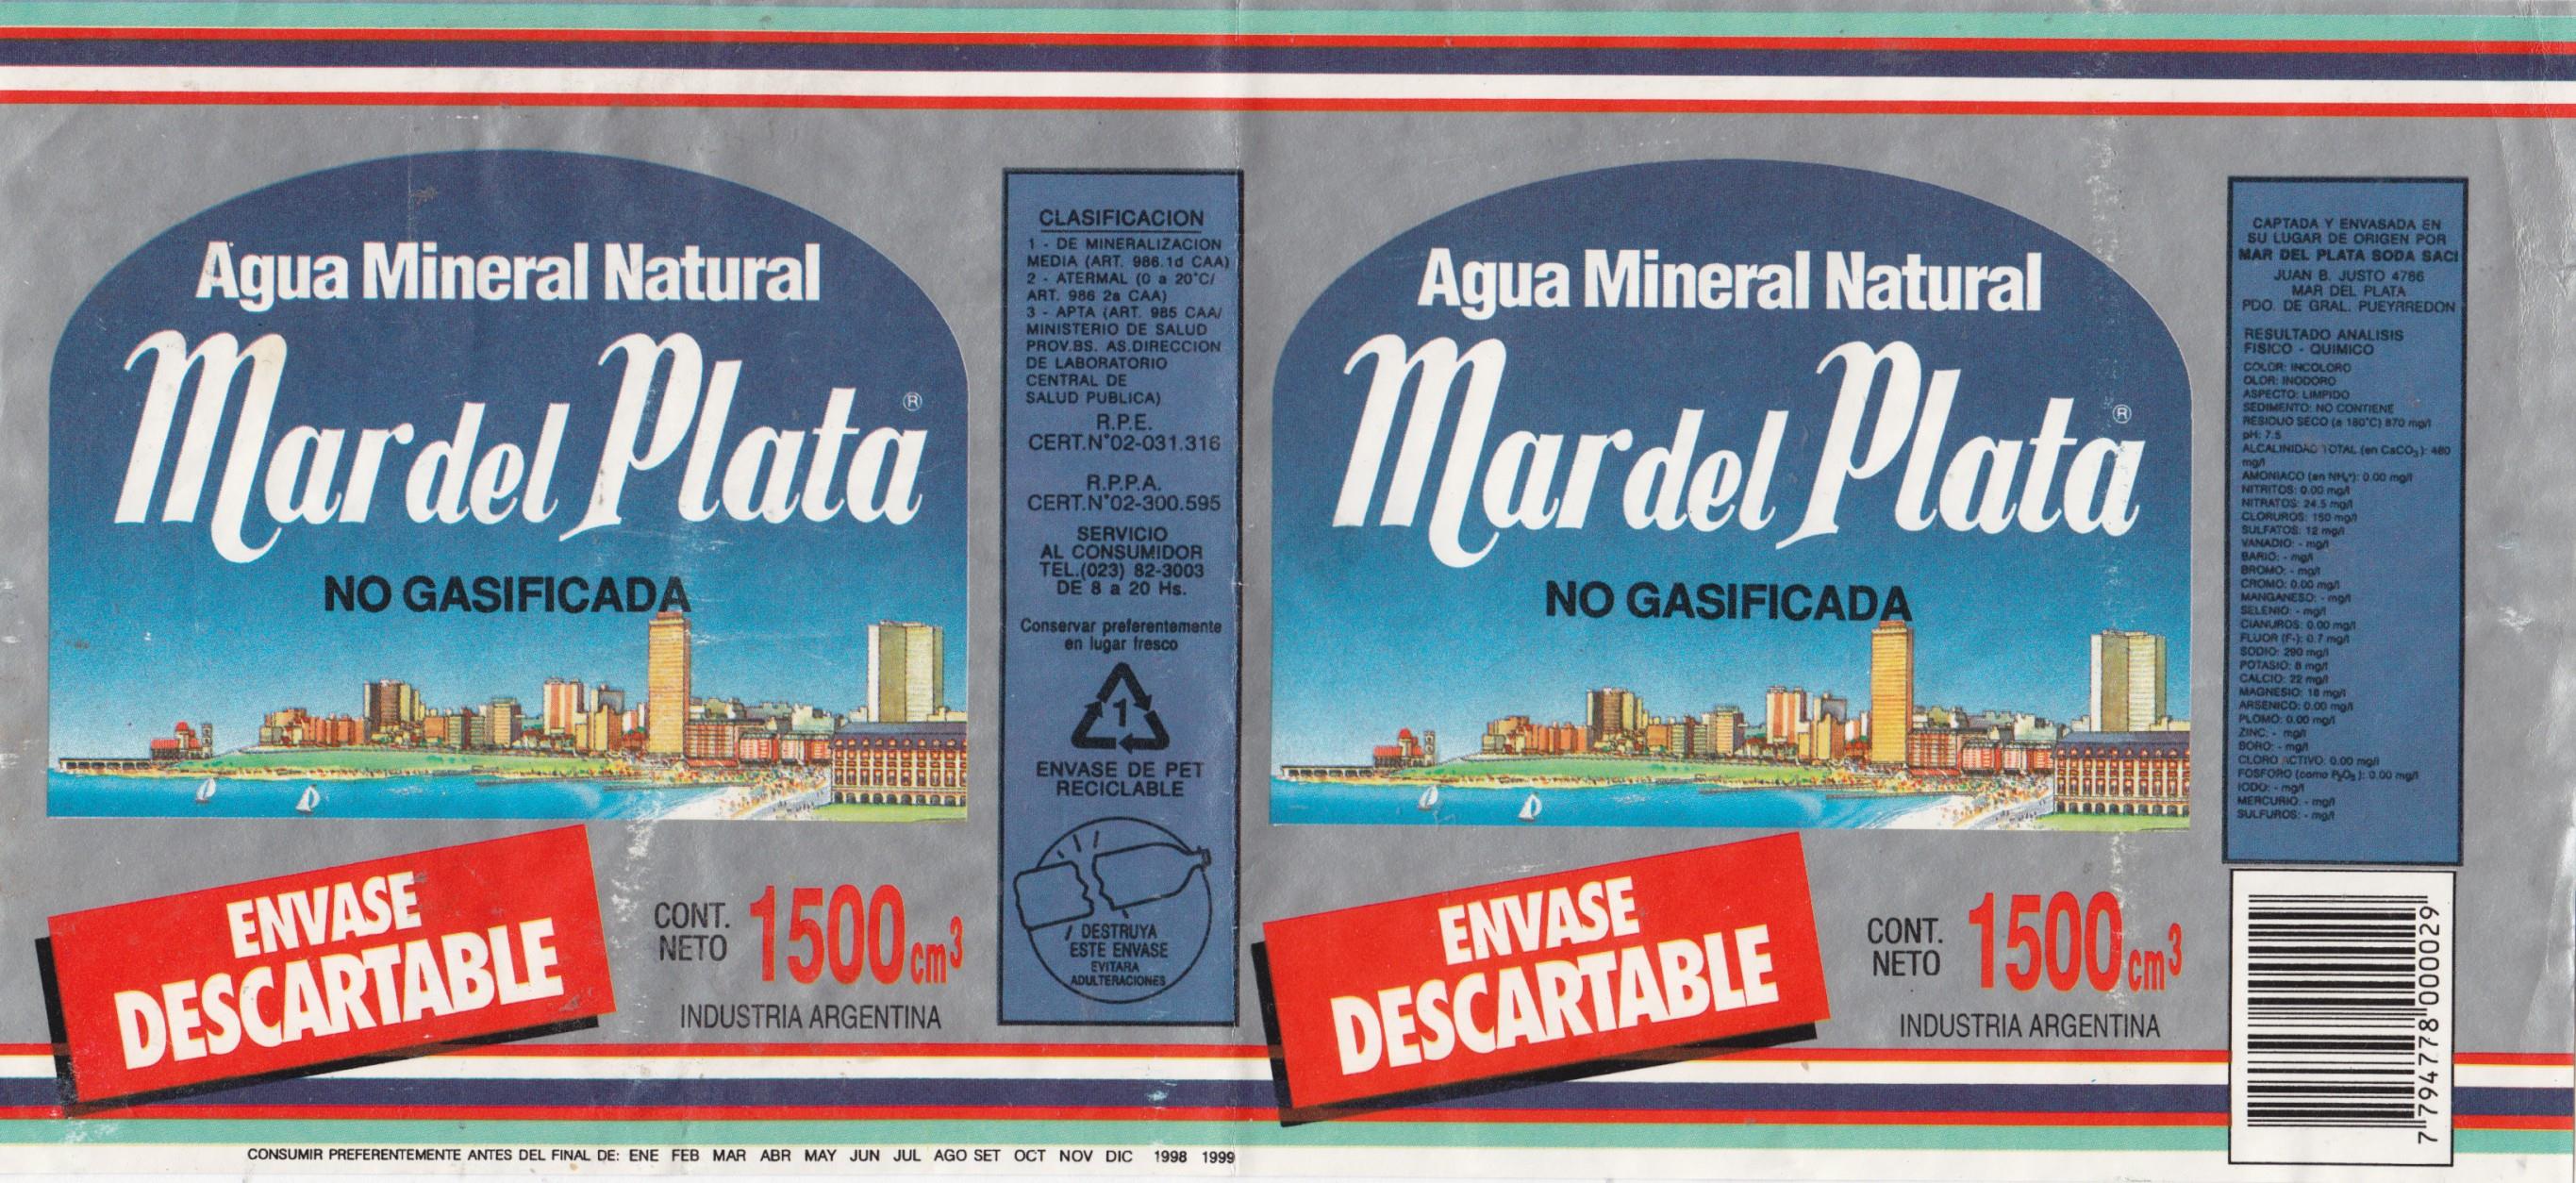 Agua Mineral Natural
Mar del Plata ®
NO GASIFICADA
ENVASE
DESCARTABLE
CONT.
NETO
1500 cm³
INDUSTRIA ARGENTINA
CONSUMIR PREFERENTEMENTE ANTES DEL FINAL DE: ENE FEB MAR ABR MAY JUN JUL AGO SET OCT NOV DIC 1998 1999
CLASIFICACION
1 - DE MINERALIZACION
MEDIA (ART. 986.1d CAA)
2 - ATERMAL (0 a 20°C/
ART. 986 2a CAA)
3 - APTA (ART. 985 CAA/
MINISTERIO DE SALUD
PROV.BS. AS.DIRECCION
DE LABORATORIO
CENTRAL DE
SALUD PUBLICA)
R.P.E.
CERT.N°02-031.316
R.P.P.A.
CERT.N°02-300.595
SERVICIO
AL CONSUMIDOR
TEL.(023) 82-3003
DE 8 a 20 Hs.
Conservar preferentemente
en lugar fresco
1
ENVASE DE PET
RECICLABLE
DESTRUYA
ESTE ENVASE
EVITARA
ADULTERACIONES
Agua Mineral Natural
Mar del Plata ®
NO GASIFICADA
ENVASE
DESCARTABLE
CONT.
NETO
1500 cm³
INDUSTRIA ARGENTINA
CAPTADA Y ENVASADA EN
SU LUGAR DE ORIGEN POR
MAR DEL PLATA SODA SACI
JUAN B. JUSTO 4786
MAR DEL PLATA
PDO. DE GRAL. PUEYRREDON
RESULTADO ANALISIS
FISICO - QUIMICO
COLOR: INCOLORO
OLOR: INODORO
ASPECTO: LIMPIDO
SEDIMENTO: NO CONTIENE
RESIDUO SECO (a 180°C) 870 mg/l
pH: 7.5
ALCALINIDAD TOTAL (en CaCO₃): 480
mg/l
AMONIACO (en NH₄⁺): 0.00 mg/l
NITRITOS: 0.00 mg/l
NITRATOS: 24.5 mg/l
CLORUROS: 150 mg/l
SULFATOS: 12 mg/l
VANADIO: - mg/l
BARIO: - mg/l
BROMO: - mg/l
CROMO: 0.00 mg/l
MANGANESO: - mg/l
SELENIO: - mg/l
CIANUROS: 0.00 mg/l
FLUOR (F-): 0.7 mg/l
SODIO: 290 mg/l
POTASIO: 8 mg/l
CALCIO: 22 mg/l
MAGNESIO: 18 mg/l
ARSENICO: 0.00 mg/l
PLOMO: 0.00 mg/l
ZINC: - mg/l
BORO: - mg/l
CLORO ACTIVO: 0.00 mg/l
FOSFORO (como P₂O₅): 0.00 mg/l
IODO: - mg/l
MERCURIO: - mg/l
SULFUROS: - mg/l
7 794778 000029